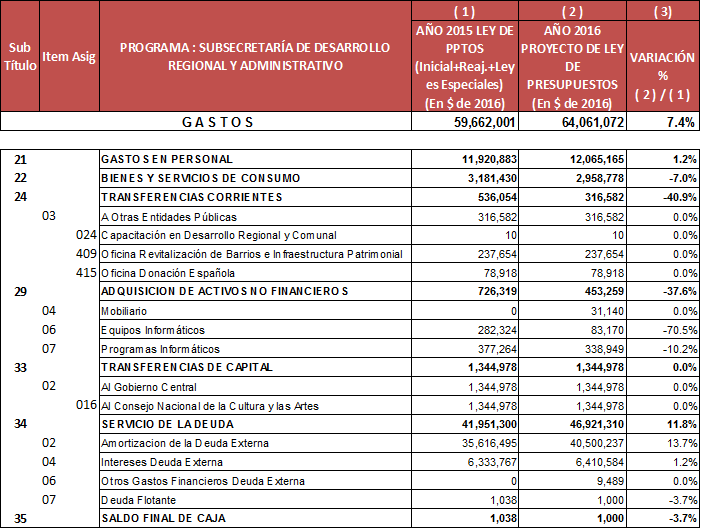 Sub Título | Item Asig | PROGRAMA : SUBSECRETARÍA DE DESARROLLO REGIONAL Y ADMINISTRATIVO | ( 1 ) | ( 2 ) | ( 3)
AÑO 2015 LEY DE PPTOS (Inicial+Reaj.+Ley es Especiales) (En $ de 2016) | AÑO 2016 PROYECTO DE LEY DE PRESUPUESTOS (En $ de 2016) | VARIACIÓN % ( 2 ) / ( 1 )
G A S T O S | 59,662,001 | 64,061,072 | 7.4%
21 | GASTOS EN PERSONAL | 11,920,883 | 12,065,165 | 1.2%
22 | BIENES Y SERVICIOS DE CONSUMO | 3,181,430 | 2,958,778 | -7.0%
24 | TRANSFERENCIAS CORRIENTES | 536,054 | 316,582 | -40.9%
03 | A Otras Entidades Públicas | 316,582 | 316,582 | 0.0%
024 | Capacitación en Desarrollo Regional y Comunal | 10 | 10 | 0.0%
409 | Oficina Revitalización de Barrios e Infraestructura Patrimonial | 237,654 | 237,654 | 0.0%
415 | Oficina Donación Española | 78,918 | 78,918 | 0.0%
29 | ADQUISICION DE ACTIVOS NO FINANCIEROS | 726,319 | 453,259 | -37.6%
04 | Mobiliario | 0 | 31,140 | 0.0%
06 | Equipos Informáticos | 282,324 | 83,170 | -70.5%
07 | Programas Informáticos | 377,264 | 338,949 | -10.2%
33 | TRANSFERENCIAS DE CAPITAL | 1,344,978 | 1,344,978 | 0.0%
02 | Al Gobierno Central | 1,344,978 | 1,344,978 | 0.0%
016 | Al Consejo Nacional de la Cultura y las Artes | 1,344,978 | 1,344,978 | 0.0%
34 | SERVICIO DE LA DEUDA | 41,951,300 | 46,921,310 | 11.8%
02 | Amortizacion de la Deuda Externa | 35,616,495 | 40,500,237 | 13.7%
04 | Intereses Deuda Externa | 6,333,767 | 6,410,584 | 1.2%
06 | Otros Gastos Financieros Deuda Externa | 0 | 9,489 | 0.0%
07 | Deuda Flotante | 1,038 | 1,000 | -3.7%
35 | SALDO FINAL DE CAJA | 1,038 | 1,000 | -3.7%